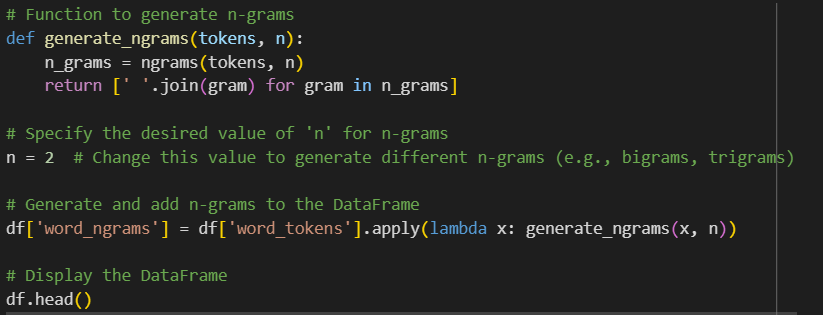 # Function to generate n-grams
def generate_ngrams(tokens, n):
    n_grams = ngrams(tokens, n)
    return [' '.join(gram) for gram in n_grams]

# Specify the desired value of 'n' for n-grams
n = 2  # Change this value to generate different n-grams (e.g., bigrams, trigrams)

# Generate and add n-grams to the DataFrame
df['word_ngrams'] = df['word_tokens'].apply(lambda x: generate_ngrams(x, n))

# Display the DataFrame
df.head()